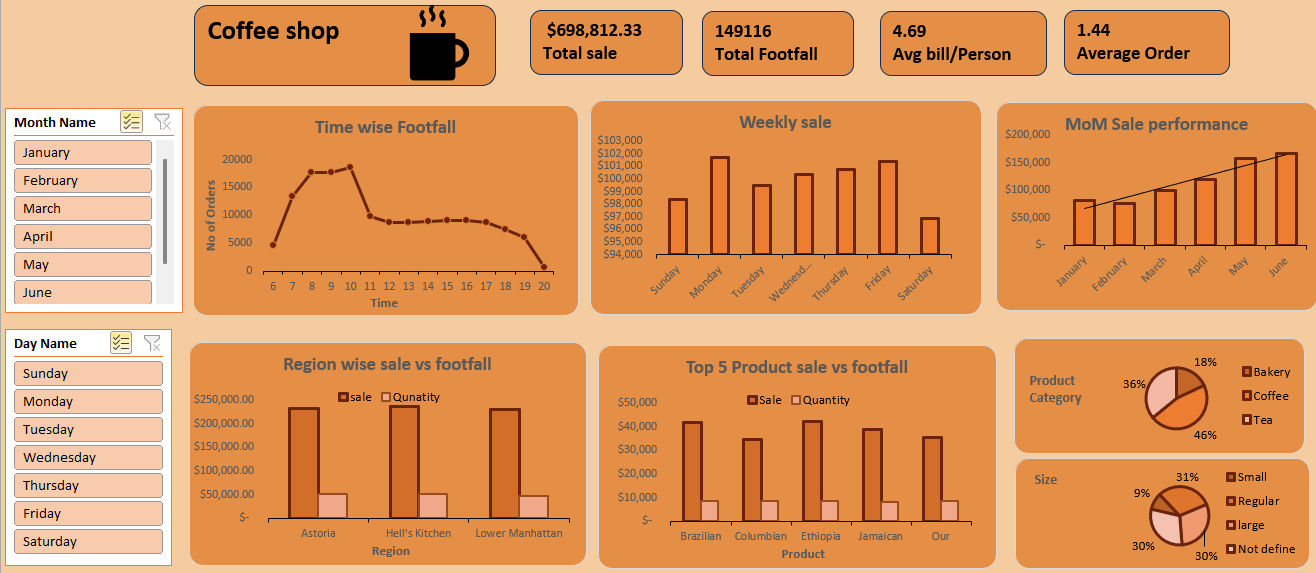 Coffee shop
$698,812.33
Total sale
149116
Total Footfall
4.69
Avg bill/Person
1.44
Average Order
Month Name
January
February
March
April
May
June
Time wise Footfall
No of Orders
20000
15000
10000
5000
0
6 7 8 9 10 11 12 13 14 15 16 17 18 19 20
Time
Weekly sale
$103,000
$102,000
$101,000
$100,000
$99,000
$98,000
$97,000
$96,000
$95,000
$94,000
Sunday Monday Tuesday Wednesd... Thursday Friday Saturday
MoM Sale performance
$200,000
$150,000
$100,000
$50,000
$-
January February March April May June
Day Name
Sunday
Monday
Tuesday
Wednesday
Thursday
Friday
Saturday
Region wise sale vs footfall
sale Qunatity
$250,000.00
$200,000.00
$150,000.00
$100,000.00
$50,000.00
$-
Astoria Hell's Kitchen Lower Manhattan
Region
Top 5 Product sale vs footfall
Sale Quantity
$50,000
$40,000
$30,000
$20,000
$10,000
$-
Brazilian Columbian Ethiopia Jamaican Our
Product
Product
Category
18%
36%
46%
Bakery
Coffee
Tea
Size
31%
9%
30%
30%
Small
Regular
large
Not define